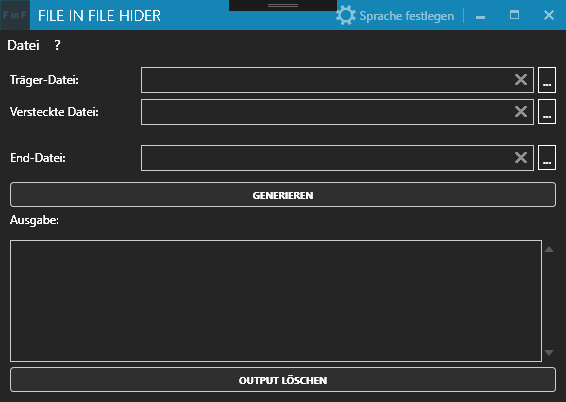 F in F FILE IN FILE HIDER Sprache festlegen
Datei ?
Träger-Datei: ...
Versteckte Datei: ...
End-Datei: ...
GENERIEREN
Ausgabe:
OUTPUT LÖSCHEN